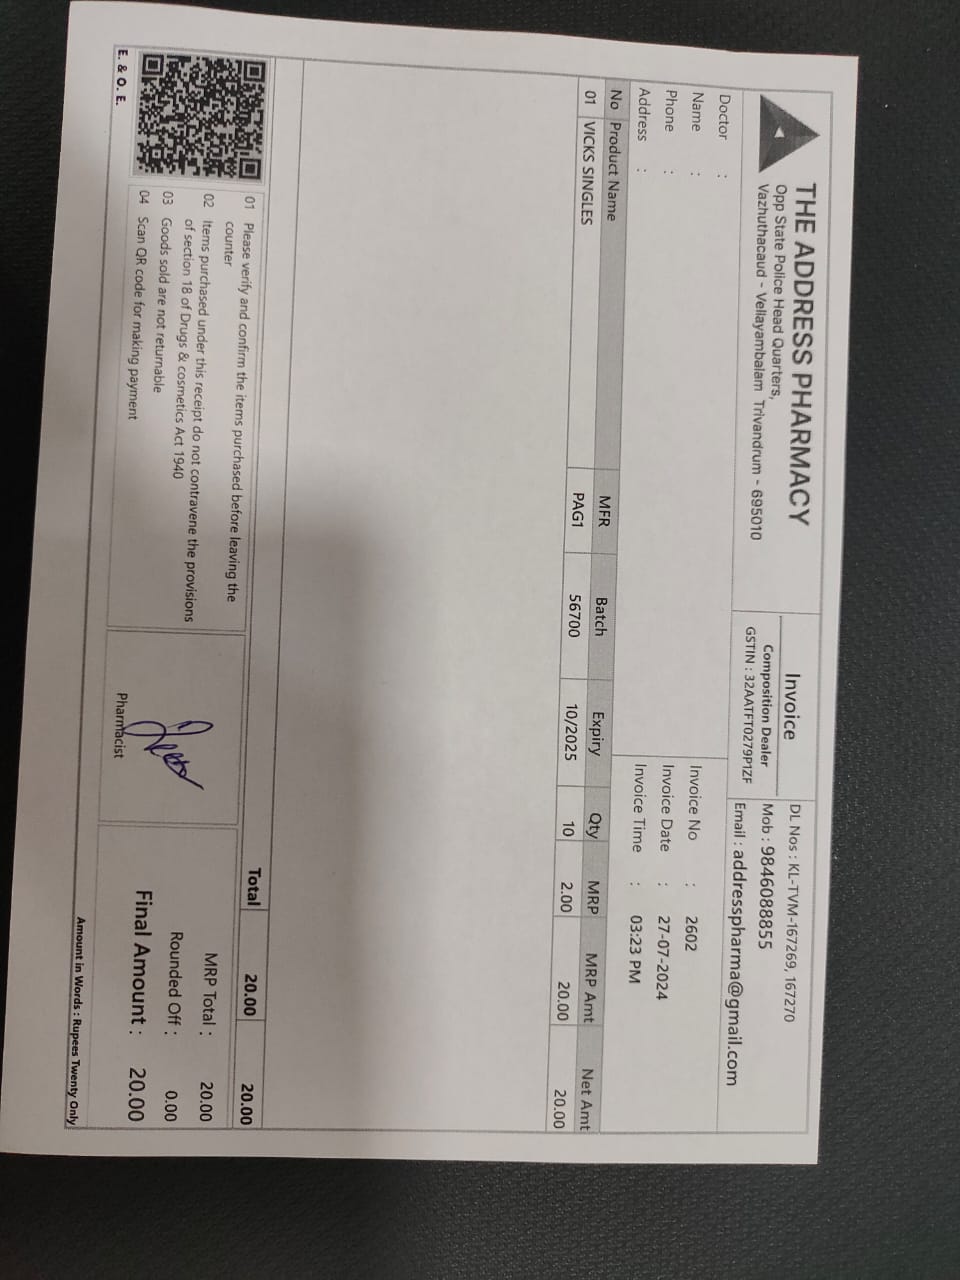 THE ADDRESS PHARMACY
Opp State Police Head Quarters,
Vazhuthacaud - Vellayambalam Trivandrum - 695010
Invoice
Composition Dealer
GSTIN : 32AATFT0279P1ZF
DL Nos : KL-TVM-167269, 167270
Mob : 9846088855
Email : addresspharma@gmail.com
Doctor :
Name :
Phone :
Address :
Invoice No : 2602
Invoice Date : 27-07-2024
Invoice Time : 03:23 PM
No Product Name MFR Batch Expiry Qty MRP MRP Amt Net Amt
01 VICKS SINGLES PAG1 56700 10/2025 10 2.00 20.00 20.00
Total 20.00 20.00
01 Please verify and confirm the items purchased before leaving the
counter
02 Items purchased under this receipt do not contravene the provisions
of section 18 of Drugs & cosmetics Act 1940
03 Goods sold are not returnable
04 Scan QR code for making payment
E. & O. E.
Pharmacist
MRP Total : 20.00
Rounded Off : 0.00
Final Amount : 20.00
Amount in Words : Rupees Twenty Only